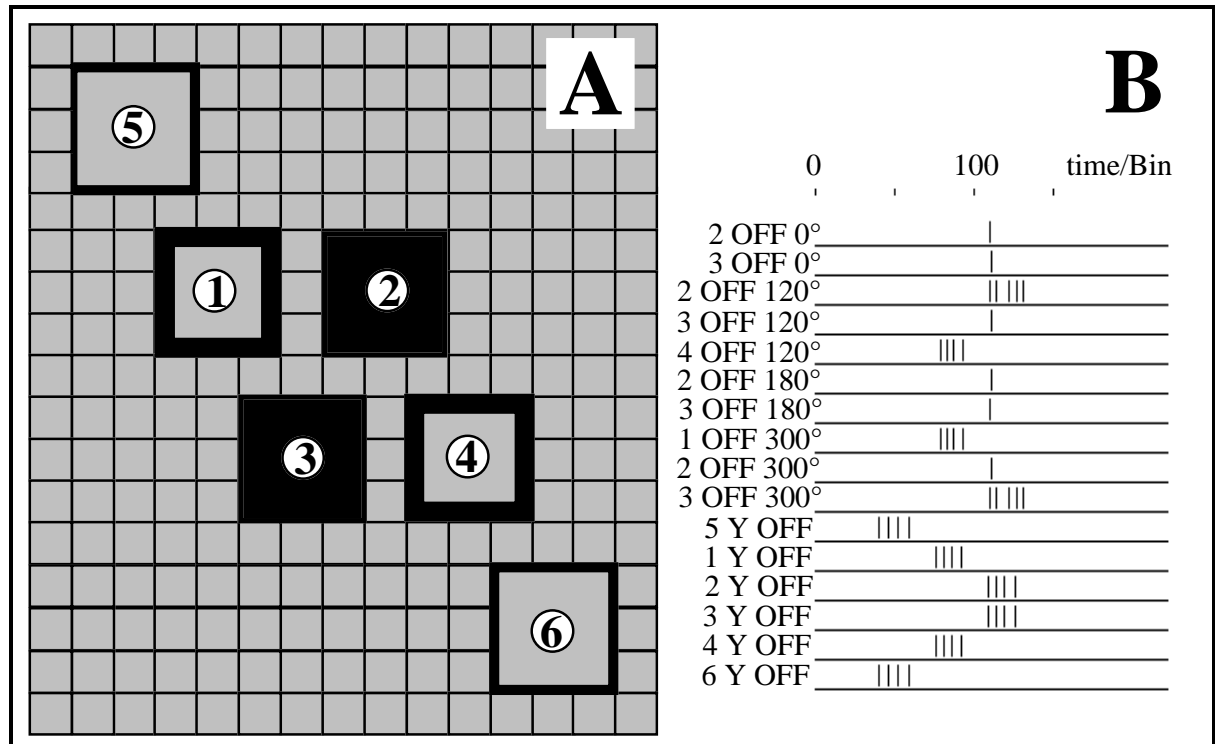 A
5
1
2
3
4
6
B
0 100 time/Bin
2 OFF 0°
3 OFF 0°
2 OFF 120°
3 OFF 120°
4 OFF 120°
2 OFF 180°
3 OFF 180°
1 OFF 300°
2 OFF 300°
3 OFF 300°
5 Y OFF
1 Y OFF
2 Y OFF
3 Y OFF
4 Y OFF
6 Y OFF